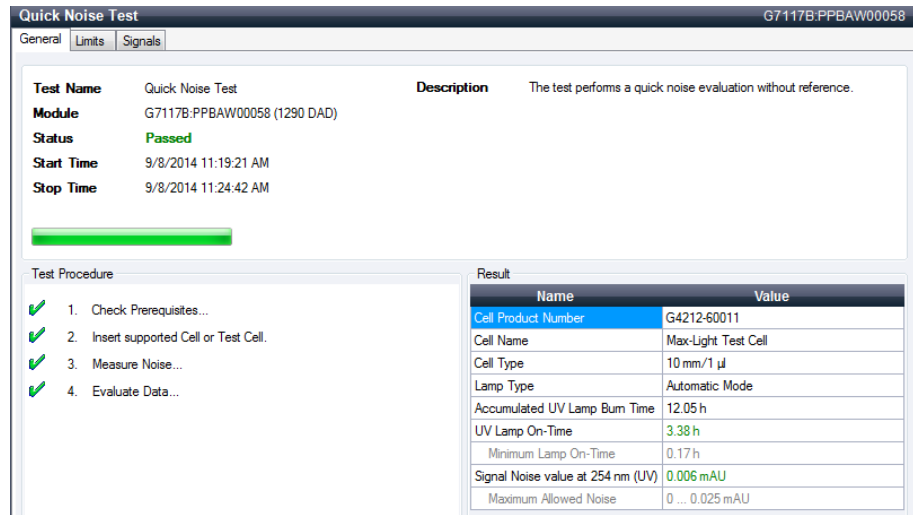 Quick Noise Test G7117B:PPBAW00058
General Limits Signals
Test Name Quick Noise Test Description The test performs a quick noise evaluation without reference.
Module G7117B:PPBAW00058 (1290 DAD)
Status Passed
Start Time 9/8/2014 11:19:21 AM
Stop Time 9/8/2014 11:24:42 AM
Test Procedure
1. Check Prerequisites...
2. Insert supported Cell or Test Cell.
3. Measure Noise...
4. Evaluate Data...
Result
Name Value
Cell Product Number G4212-60011
Cell Name Max-Light Test Cell
Cell Type 10 mm/1 µl
Lamp Type Automatic Mode
Accumulated UV Lamp Burn Time 12.05 h
UV Lamp On-Time 3.38 h
Minimum Lamp On-Time 0.17 h
Signal Noise value at 254 nm (UV) 0.006 mAU
Maximum Allowed Noise 0 ... 0.025 mAU